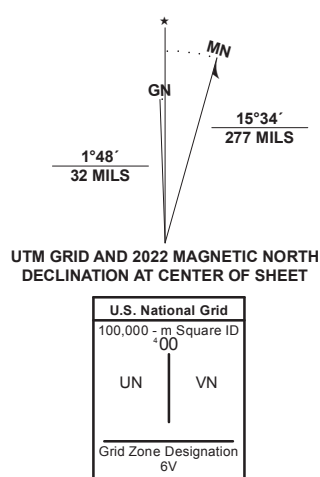 ★
MN
GN
15°34´
277 MILS
1°48´
32 MILS
UTM GRID AND 2022 MAGNETIC NORTH
DECLINATION AT CENTER OF SHEET
U.S. National Grid
100,000 - m Square ID
⁴00
UN VN
Grid Zone Designation
6V